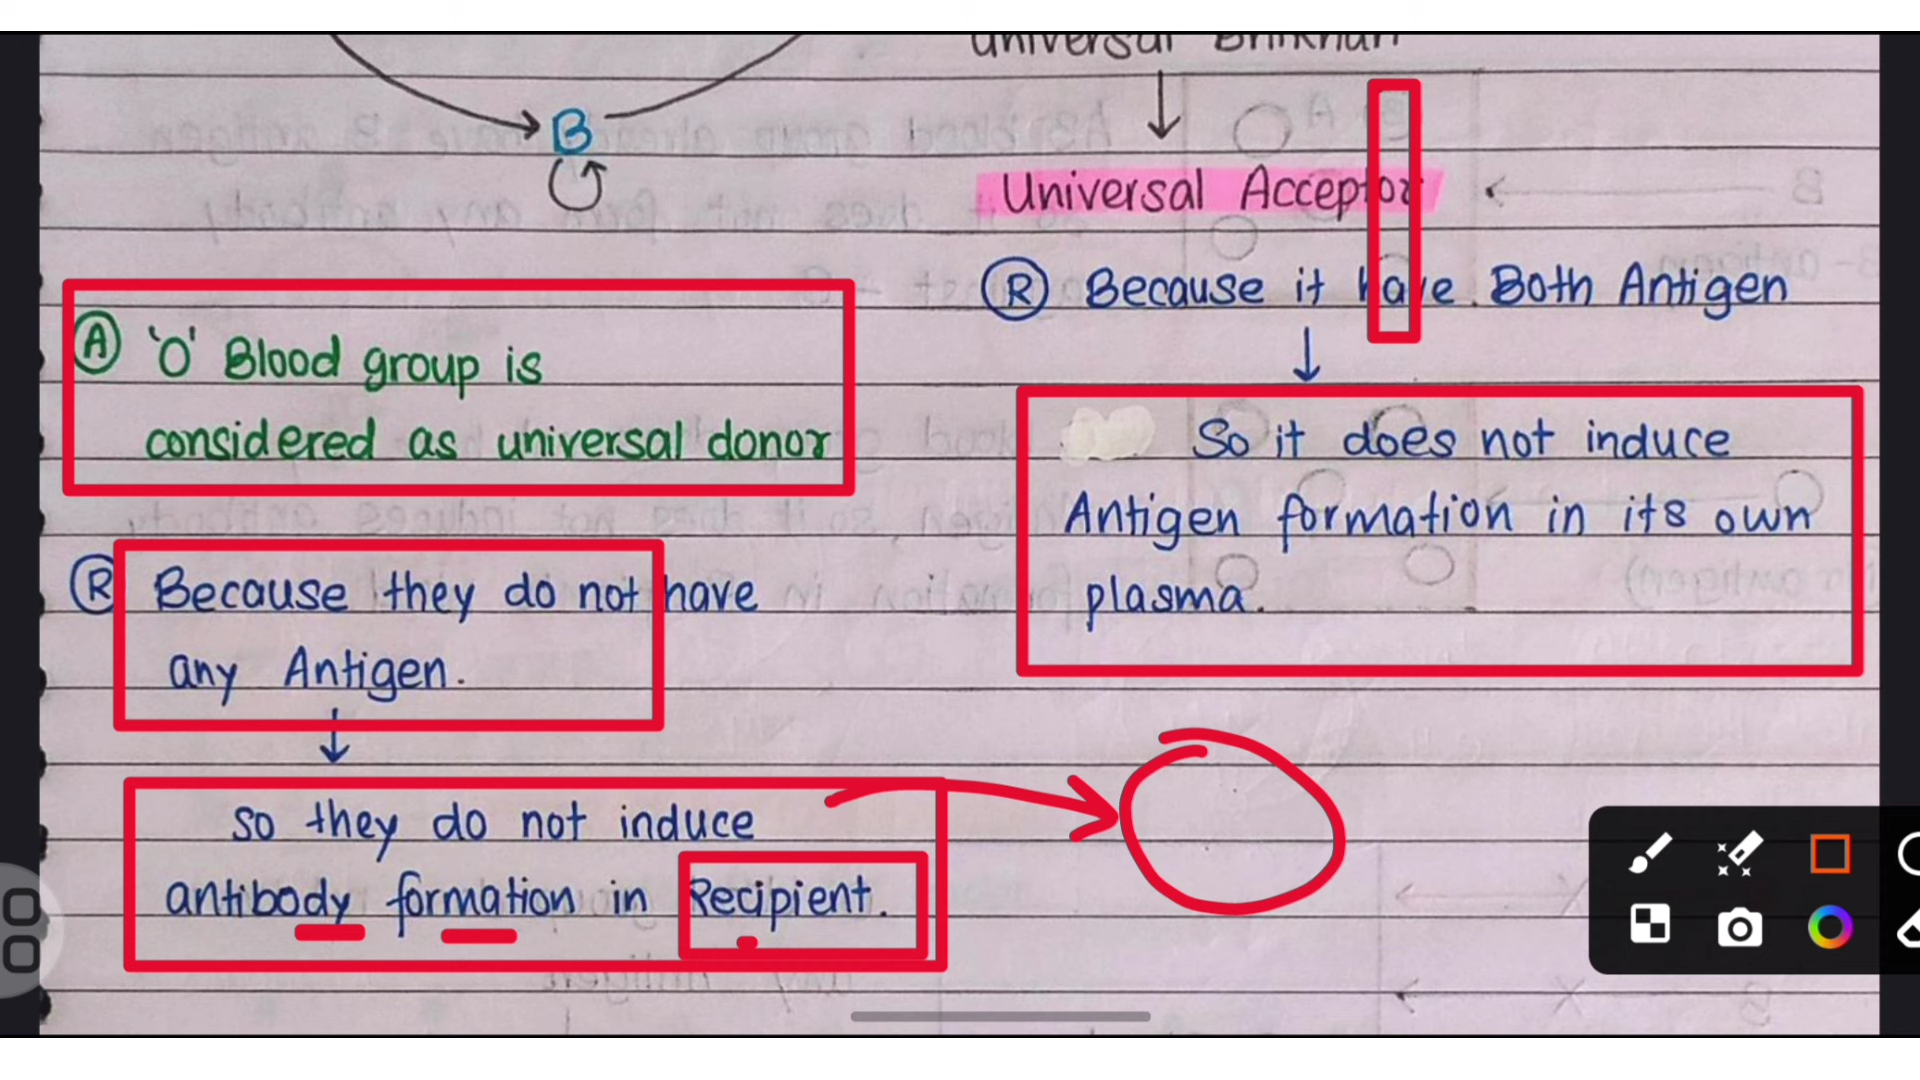 universal Bhikhari
B
Universal Acceptor
Ⓡ Because it have Both Antigen
So it does not induce
Antigen formation in its own
plasma.
Ⓐ 'O' Blood group is
considered as universal donor
Ⓡ Because they do not have
any Antigen.
so they do not induce
antibody formation in Recipient.